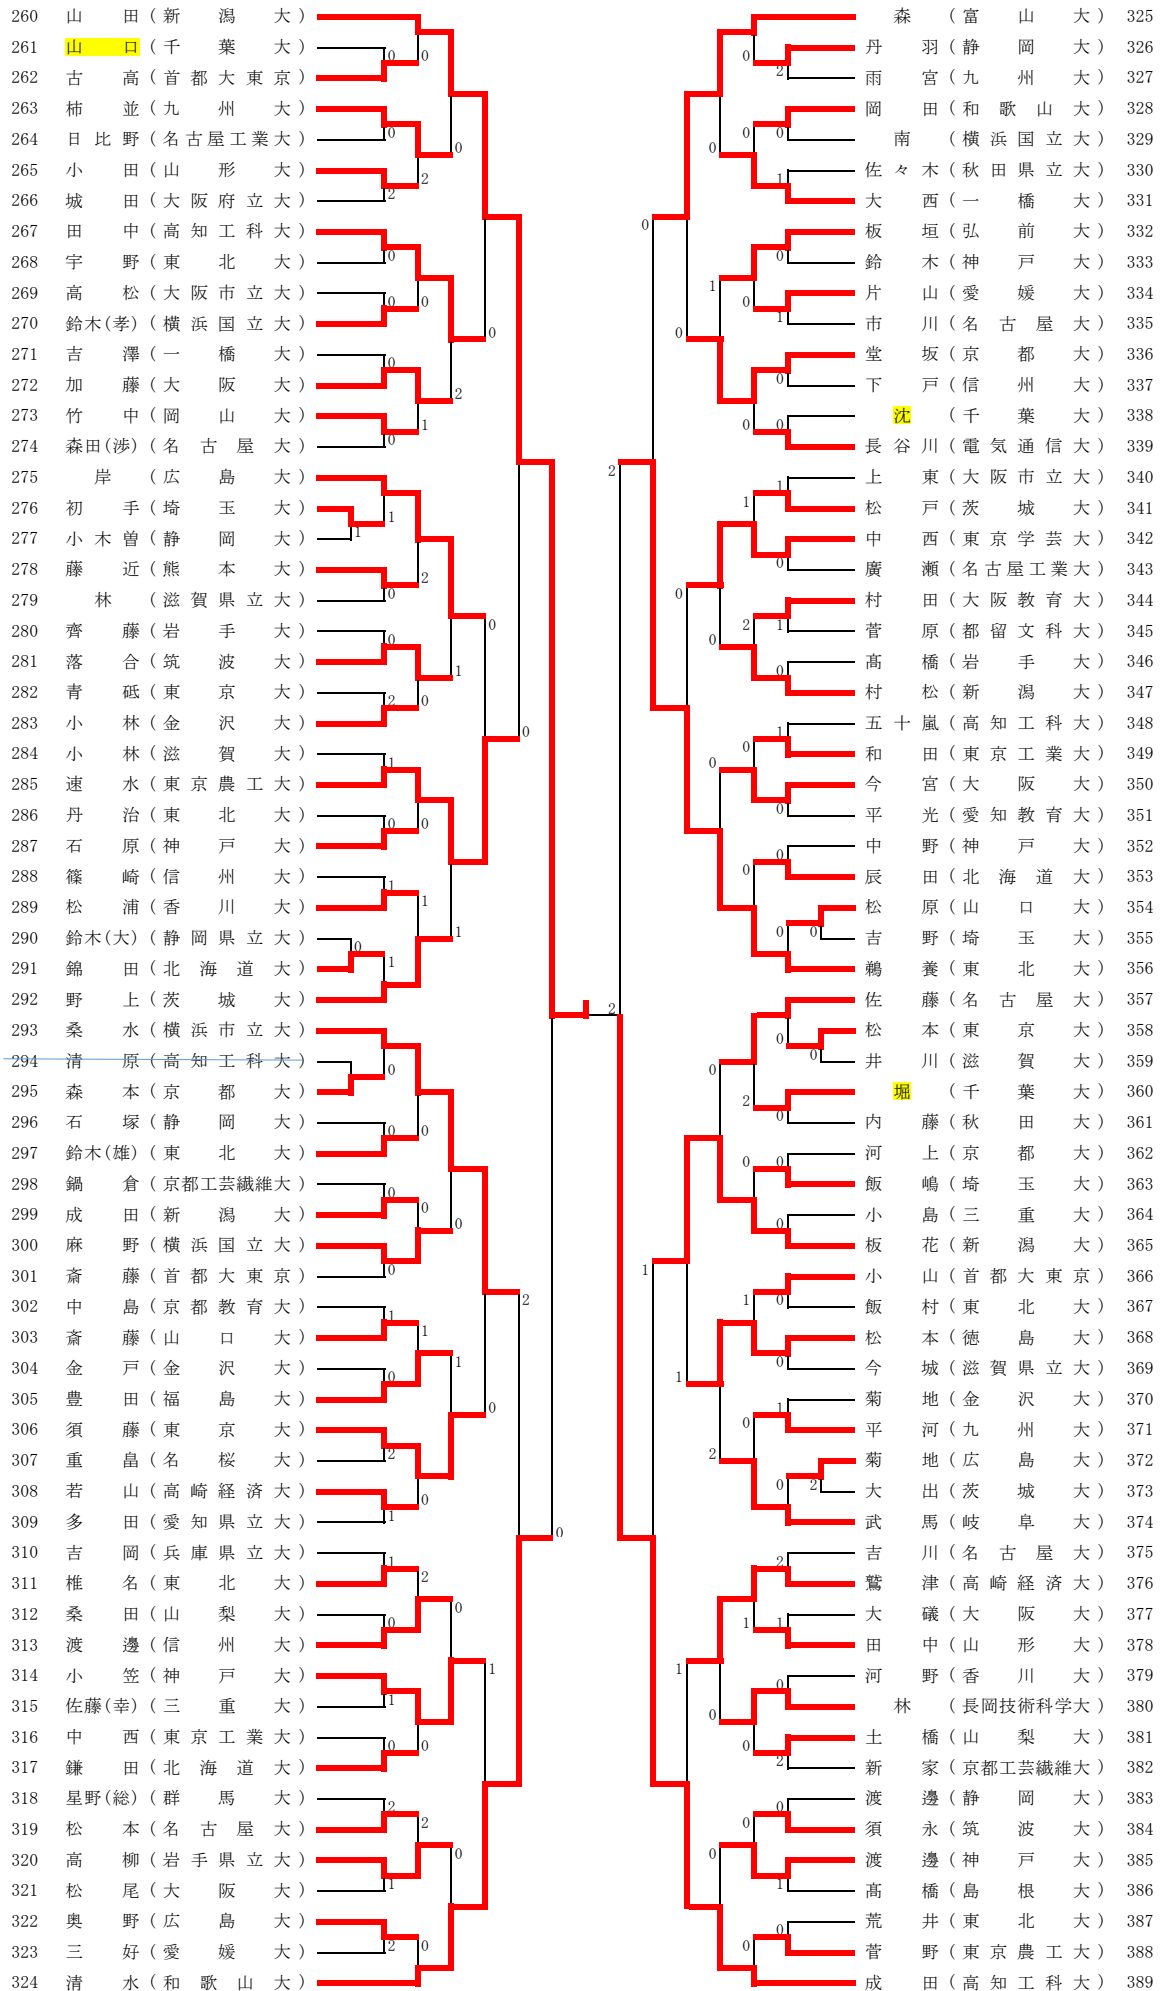 260 山田(新潟大)
261 山口(千葉大)
262 古高(首都大東京)
263 柿並(九州大)
264 日比野(名古屋工業大)
265 小田(山形大)
266 城田(大阪府立大)
267 田中(高知工科大)
268 宇野(東北大)
269 高松(大阪市立大)
270 鈴木(孝)(横浜国立大)
271 吉澤(一橋大)
272 加藤(大阪大)
273 竹中(岡山大)
274 森田(渉)(名古屋大)
275 岸(広島大)
276 初手(埼玉大)
277 小木曽(静岡大)
278 藤近(熊本大)
279 林(滋賀県立大)
280 齊藤(岩手大)
281 落合(筑波大)
282 青砥(東京大)
283 小林(金沢大)
284 小林(滋賀大)
285 速水(東京農工大)
286 丹治(東北大)
287 石原(神戸大)
288 篠崎(信州大)
289 松浦(香川大)
290 鈴木(大)(静岡県立大)
291 錦田(北海道大)
292 野上(茨城大)
293 桑水(横浜市立大)
294 清原(高知工科大)
295 森本(京都大)
296 石塚(静岡大)
297 鈴木(雄)(東北大)
298 鍋倉(京都工芸繊維大)
299 成田(新潟大)
300 麻野(横浜国立大)
301 斎藤(首都大東京)
302 中島(京都教育大)
303 斎藤(山口大)
304 金戸(金沢大)
305 豊田(福島大)
306 須藤(東京大)
307 重畠(名桜大)
308 若山(高崎経済大)
309 多田(愛知県立大)
310 吉岡(兵庫県立大)
311 椎名(東北大)
312 桑田(山梨大)
313 渡邊(信州大)
314 小笠(神戸大)
315 佐藤(幸)(三重大)
316 中西(東京工業大)
317 鎌田(北海道大)
318 星野(総)(群馬大)
319 松本(名古屋大)
320 高柳(岩手県立大)
321 松尾(大阪大)
322 奥野(広島大)
323 三好(愛媛大)
324 清水(和歌山大)
森(富山大) 325
丹羽(静岡大) 326
雨宮(九州大) 327
岡田(和歌山大) 328
南(横浜国立大) 329
佐々木(秋田県立大) 330
大西(一橋大) 331
板垣(弘前大) 332
鈴木(神戸大) 333
片山(愛媛大) 334
市川(名古屋大) 335
堂坂(京都大) 336
下戸(信州大) 337
沈(千葉大) 338
長谷川(電気通信大) 339
上東(大阪市立大) 340
松戸(茨城大) 341
中西(東京学芸大) 342
廣瀬(名古屋工業大) 343
村田(大阪教育大) 344
菅原(都留文科大) 345
髙橋(岩手大) 346
村松(新潟大) 347
五十嵐(高知工科大) 348
和田(東京工業大) 349
今宮(大阪大) 350
平光(愛知教育大) 351
中野(神戸大) 352
辰田(北海道大) 353
松原(山口大) 354
吉野(埼玉大) 355
鵜養(東北大) 356
佐藤(名古屋大) 357
松本(東京大) 358
井川(滋賀大) 359
堀(千葉大) 360
内藤(秋田大) 361
河上(京都大) 362
飯嶋(埼玉大) 363
小島(三重大) 364
板花(新潟大) 365
小山(首都大東京) 366
飯村(東北大) 367
松本(徳島大) 368
今城(滋賀県立大) 369
菊地(金沢大) 370
平河(九州大) 371
菊地(広島大) 372
大出(茨城大) 373
武馬(岐阜大) 374
吉川(名古屋大) 375
鷲津(高崎経済大) 376
大礒(大阪大) 377
田中(山形大) 378
河野(香川大) 379
林(長岡技術科学大) 380
土橋(山梨大) 381
新家(京都工芸繊維大) 382
渡邊(静岡大) 383
須永(筑波大) 384
渡邊(神戸大) 385
髙橋(島根大) 386
荒井(東北大) 387
菅野(東京農工大) 388
成田(高知工科大) 389